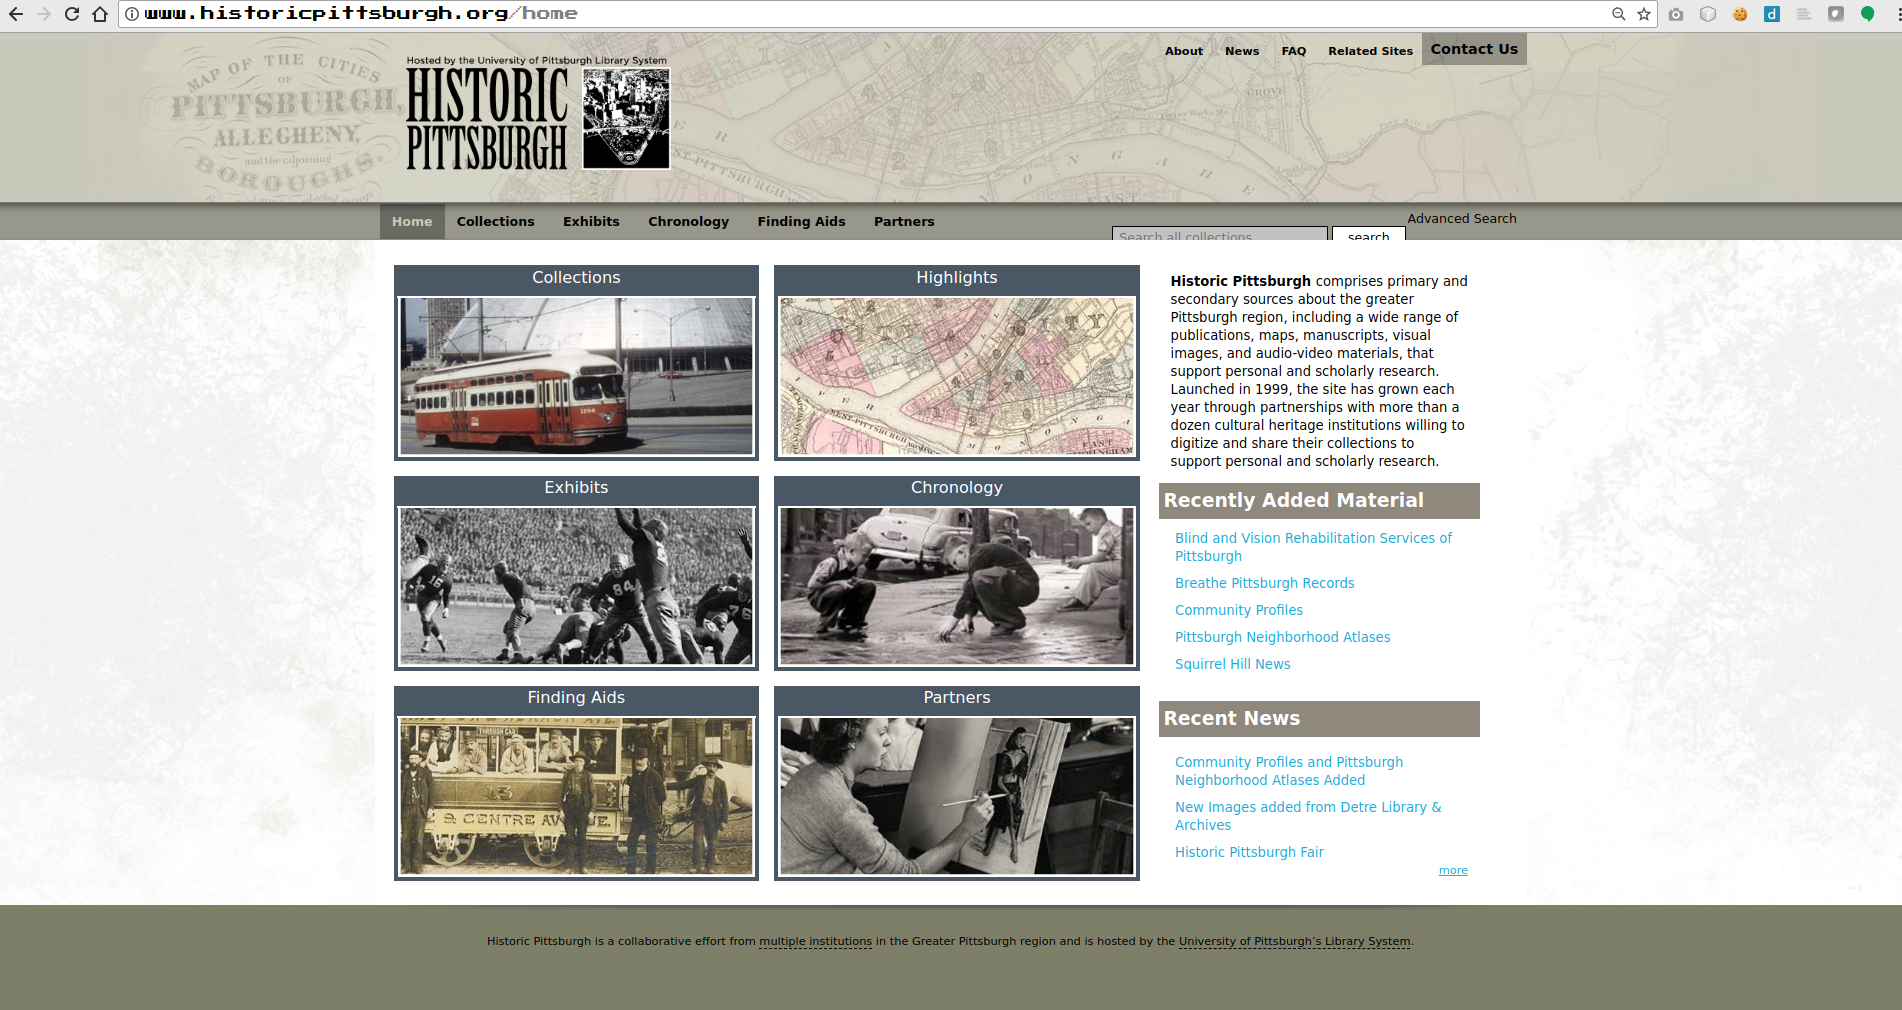 www.historicpittsburgh.org/home
About News FAQ Related Sites Contact Us
MAP OF THE CITIES
OF
PITTSBURGH,
ALLEGHENY,
and the adjoining
BOROUGHS.
Hosted by the University of Pittsburgh Library System
HISTORIC
PITTSBURGH
Home Collections Exhibits Chronology Finding Aids Partners
Advanced Search
Search all collections search
Collections
Highlights
CITY
Exhibits
16
84
76
Chronology
Finding Aids
THROUGH CAR
13
& CENTRE AVENUE.
Partners
Historic Pittsburgh comprises primary and
secondary sources about the greater
Pittsburgh region, including a wide range of
publications, maps, manuscripts, visual
images, and audio-video materials, that
support personal and scholarly research.
Launched in 1999, the site has grown each
year through partnerships with more than a
dozen cultural heritage institutions willing to
digitize and share their collections to
support personal and scholarly research.
Recently Added Material
Blind and Vision Rehabilitation Services of
Pittsburgh
Breathe Pittsburgh Records
Community Profiles
Pittsburgh Neighborhood Atlases
Squirrel Hill News
Recent News
Community Profiles and Pittsburgh
Neighborhood Atlases Added
New Images added from Detre Library &
Archives
Historic Pittsburgh Fair
more
Historic Pittsburgh is a collaborative effort from multiple institutions in the Greater Pittsburgh region and is hosted by the University of Pittsburgh's Library System.